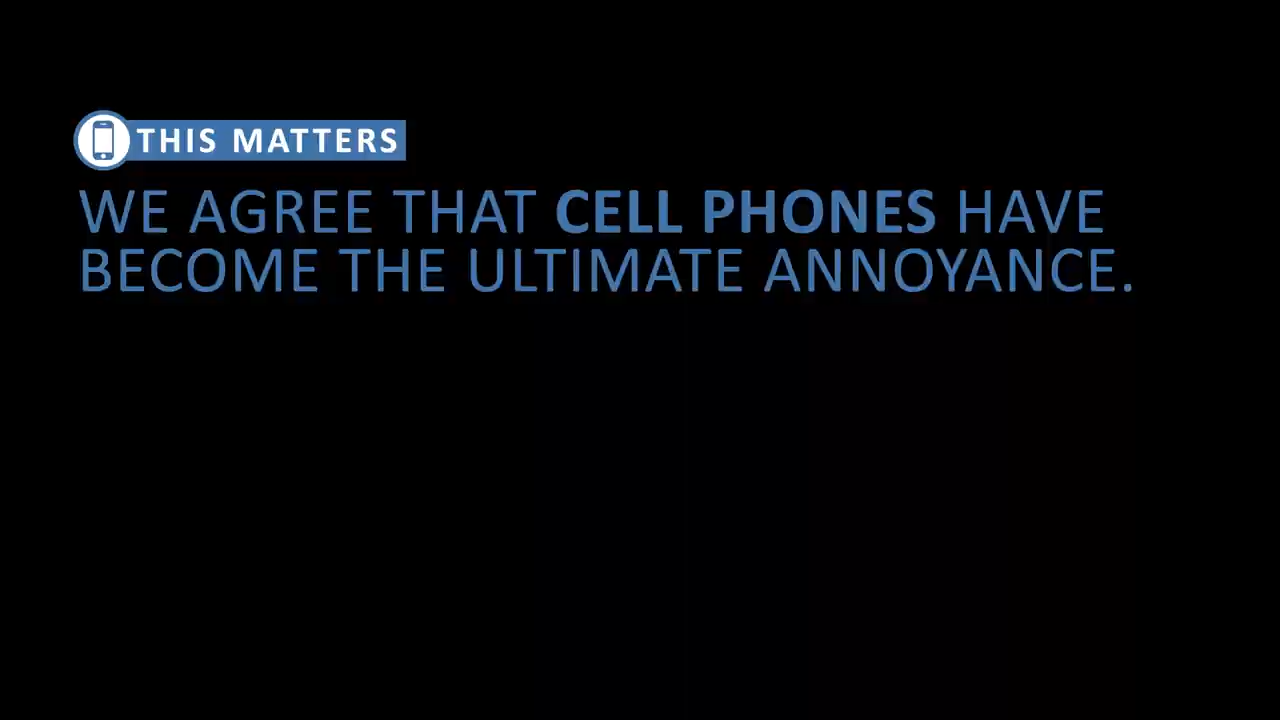 THIS MATTERS
WE AGREE THAT CELL PHONES HAVE
BECOME THE ULTIMATE ANNOYANCE.